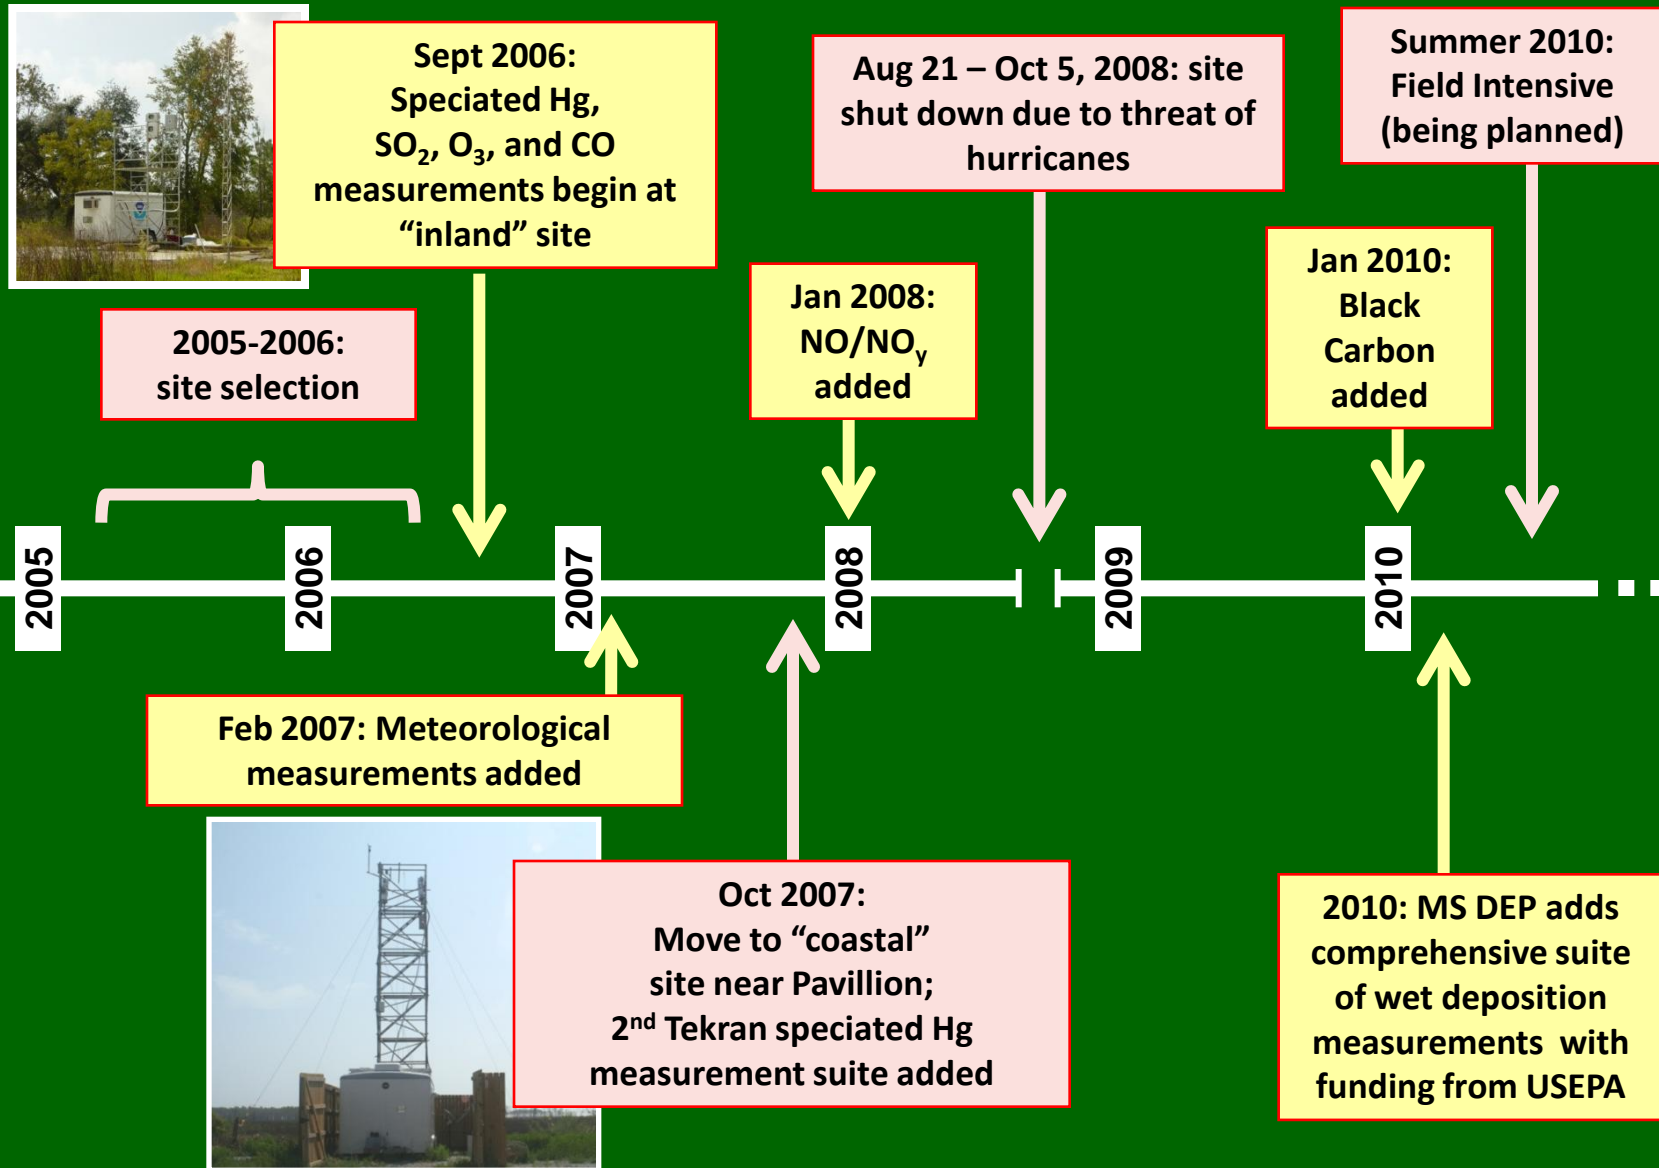 Sept 2006:
Speciated Hg,
SO₂, O₃, and CO
measurements begin at
“inland” site
Aug 21 – Oct 5, 2008: site
shut down due to threat of
hurricanes
Summer 2010:
Field Intensive
(being planned)
2005-2006:
site selection
Jan 2008:
NO/NOy
added
Jan 2010:
Black
Carbon
added
2005
2006
2007
2008
2009
2010
Feb 2007: Meteorological
measurements added
Oct 2007:
Move to “coastal”
site near Pavillion;
2nd Tekran speciated Hg
measurement suite added
2010: MS DEP adds
comprehensive suite
of wet deposition
measurements with
funding from USEPA